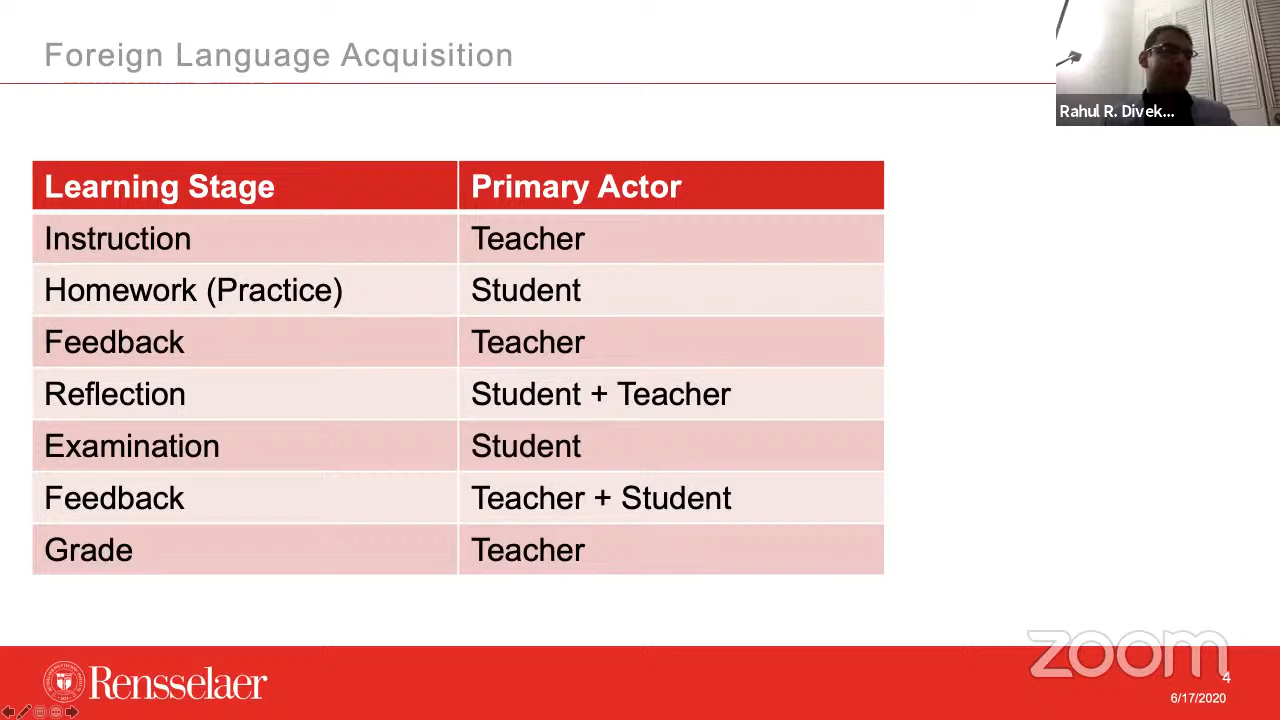 Foreign Language Acquisition
Rahul R. Divek...
Learning Stage Primary Actor
Instruction Teacher
Homework (Practice) Student
Feedback Teacher
Reflection Student + Teacher
Examination Student
Feedback Teacher + Student
Grade Teacher
Rensselaer
zoom
4
6/17/2020